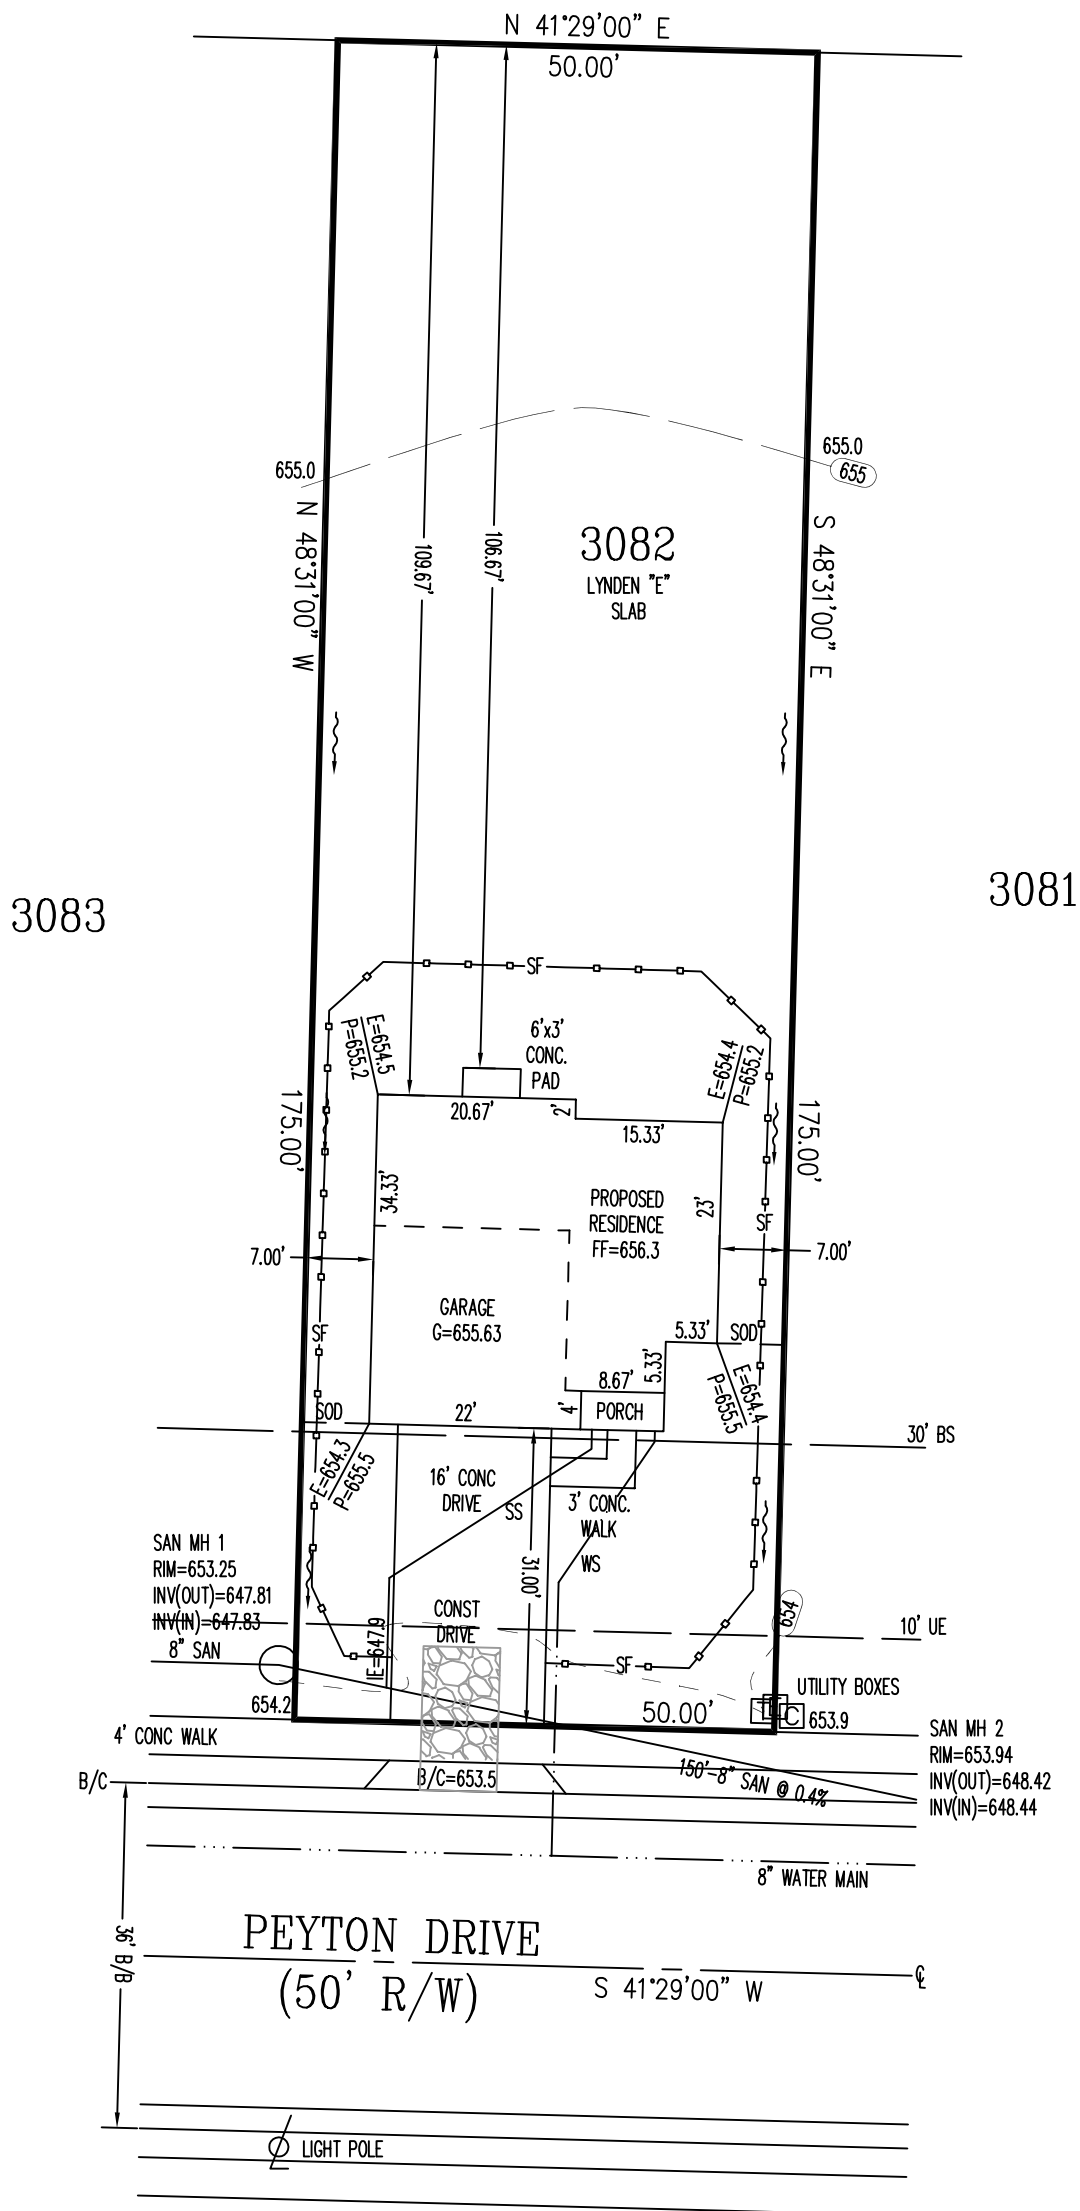 N 41°29'00" E
50.00'
655.0
655.0
655
N 48°31'00" W
S 48°31'00" E
109.67'
106.67'
3082
LYNDEN "E"
SLAB
3083
3081
SF
E=654.5
P=655.2
6'x3'
CONC.
PAD
E=654.4
P=655.2
20.67'
2'
15.33'
175.00'
175.00'
34.33'
23'
PROPOSED
RESIDENCE
FF=656.3
SF
7.00'
7.00'
GARAGE
G=655.63
SF
5.33'
SOD
5.33'
8.67'
4'
PORCH
E=654.4
P=655.5
SOD
22'
30' BS
E=654.3
P=655.5
16' CONC
DRIVE
SS
3' CONC.
WALK
WS
31.00'
SAN MH 1
RIM=653.25
INV(OUT)=647.81
INV(IN)=647.83
8" SAN
IE=647.9
CONST
DRIVE
654
10' UE
SF
UTILITY BOXES
T
E
C
654.2
50.00'
653.9
4' CONC WALK
SAN MH 2
RIM=653.94
INV(OUT)=648.42
INV(IN)=648.44
B/C
B/C=653.5
150'-8" SAN @ 0.4%
8" WATER MAIN
36' B/B
PEYTON DRIVE
(50' R/W)
S 41°29'00" W
℄
LIGHT POLE